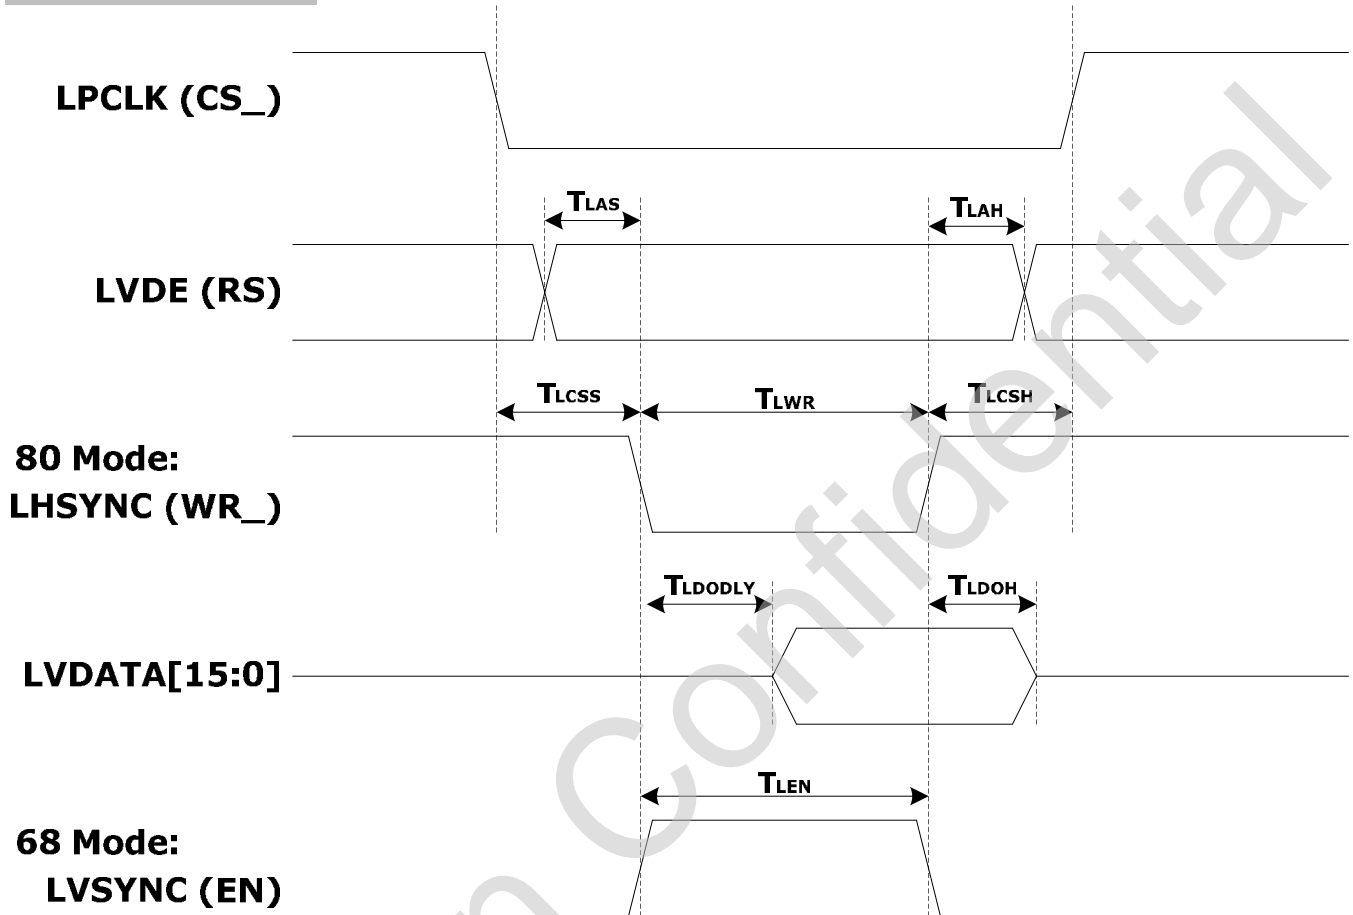 LPCLK (CS_)
TLAS
TLAH
LVDE (RS)
TLCSS
TLWR
TLCSH
80 Mode:
LHSYNC (WR_)
TLDODLY
TLDOH
LVDATA[15:0]
TLEN
68 Mode:
LVSYNC (EN)
Confidential